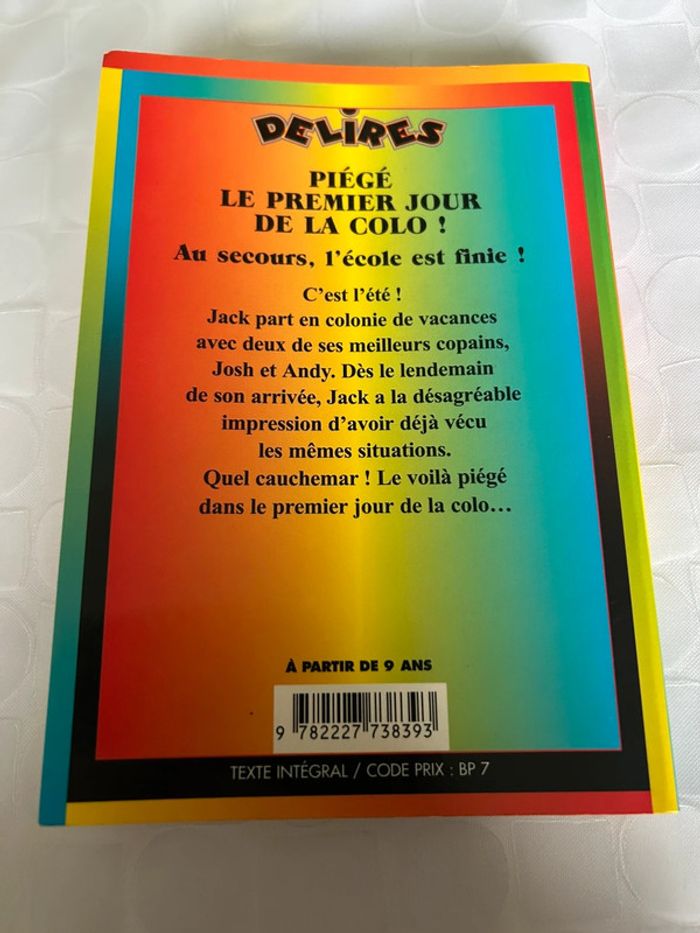 DELiRES
PIÉGÉ
LE PREMIER JOUR
DE LA COLO !
Au secours, l'école est finie !
C'est l'été !
Jack part en colonie de vacances
avec deux de ses meilleurs copains,
Josh et Andy. Dès le lendemain
de son arrivée, Jack a la désagréable
impression d'avoir déjà vécu
les mêmes situations.
Quel cauchemar ! Le voilà piégé
dans le premier jour de la colo...
À PARTIR DE 9 ANS
9 782227 738393
TEXTE INTÉGRAL / CODE PRIX : BP 7